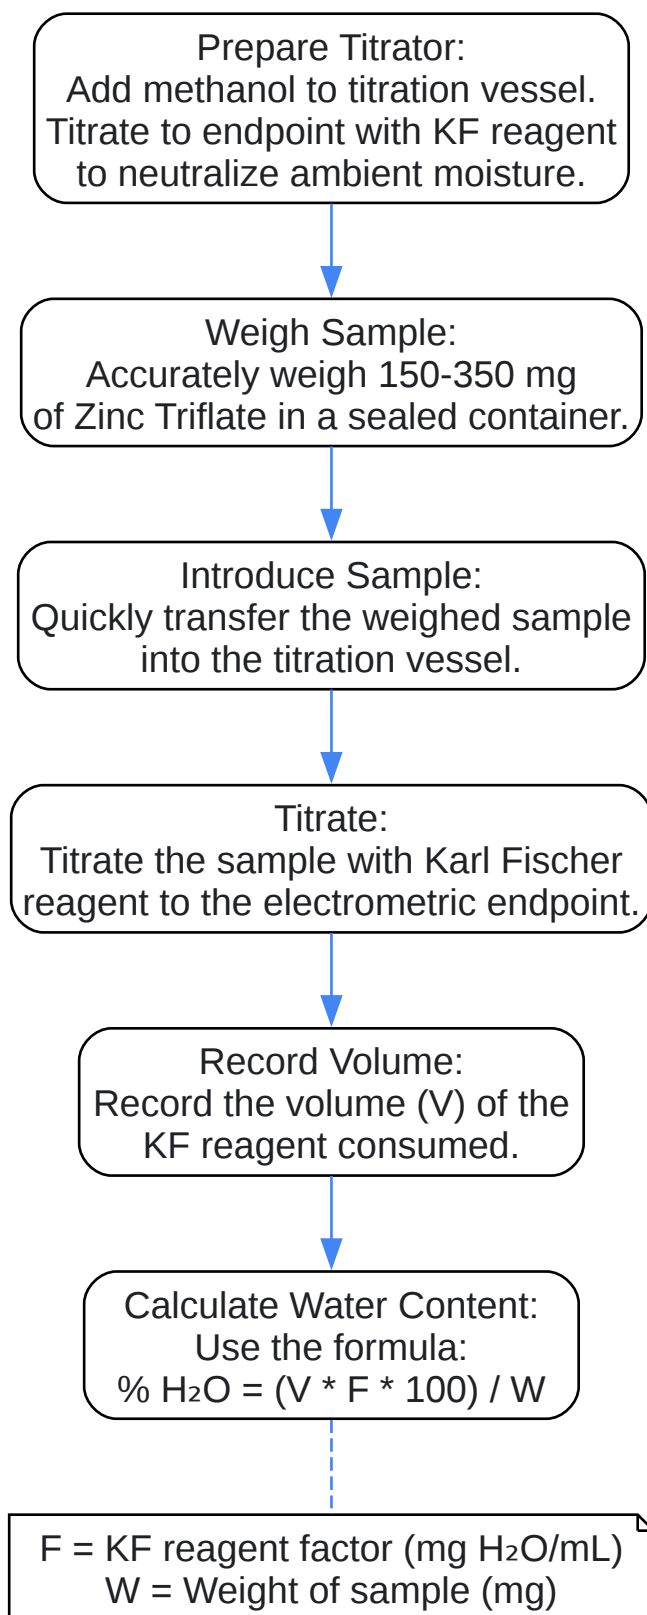 Prepare Titrator:
Add methanol to titration vessel.
Titrate to endpoint with KF reagent
to neutralize ambient moisture.
Weigh Sample:
Accurately weigh 150-350 mg
of Zinc Triflate in a sealed container.
Introduce Sample:
Quickly transfer the weighed sample
into the titration vessel.
Titrate:
Titrate the sample with Karl Fischer
reagent to the electrometric endpoint.
Record Volume:
Record the volume (V) of the
KF reagent consumed.
Calculate Water Content:
Use the formula:
% H₂O = (V * F * 100) / W
F = KF reagent factor (mg H₂O/mL)
W = Weight of sample (mg)